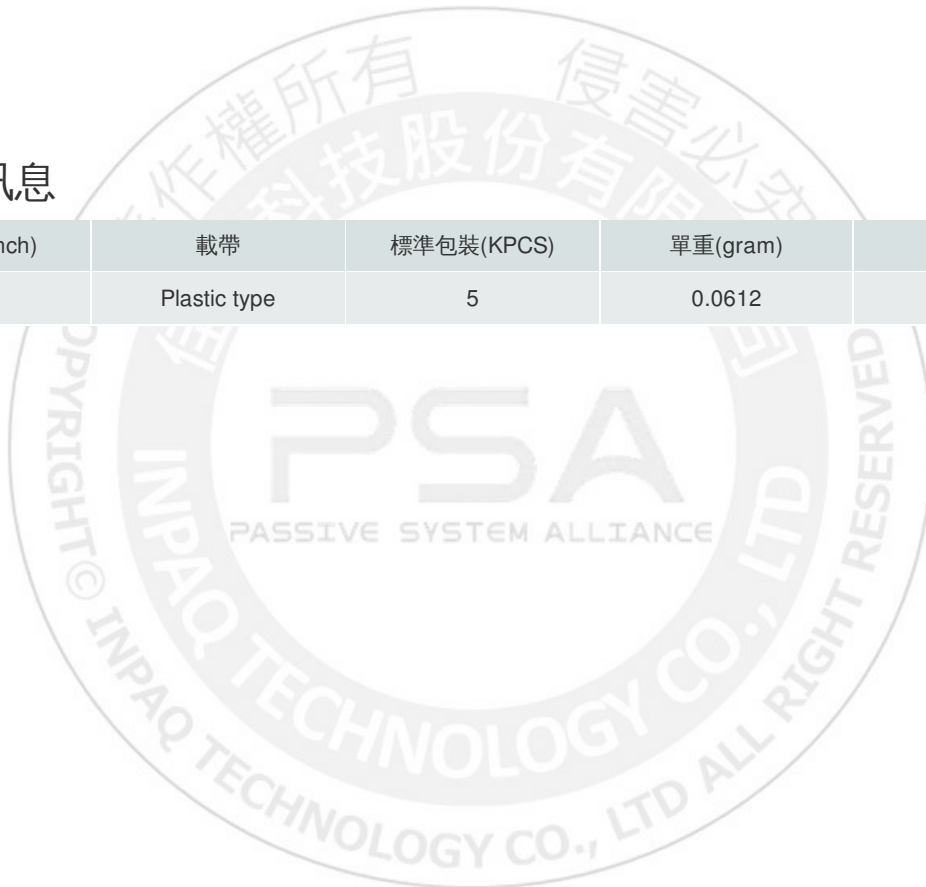 訊息
nch) 載帶 標準包裝(KPCS) 單重(gram)
Plastic type 5 0.0612
著作權所有 侵害必究
科技股份有限公司
PSA
PASSIVE SYSTEM ALLIANCE
INPAQ TECHNOLOGY CO., LTD
COPYRIGHT© INPAQ TECHNOLOGY CO., LTD ALL RIGHT RESERVED